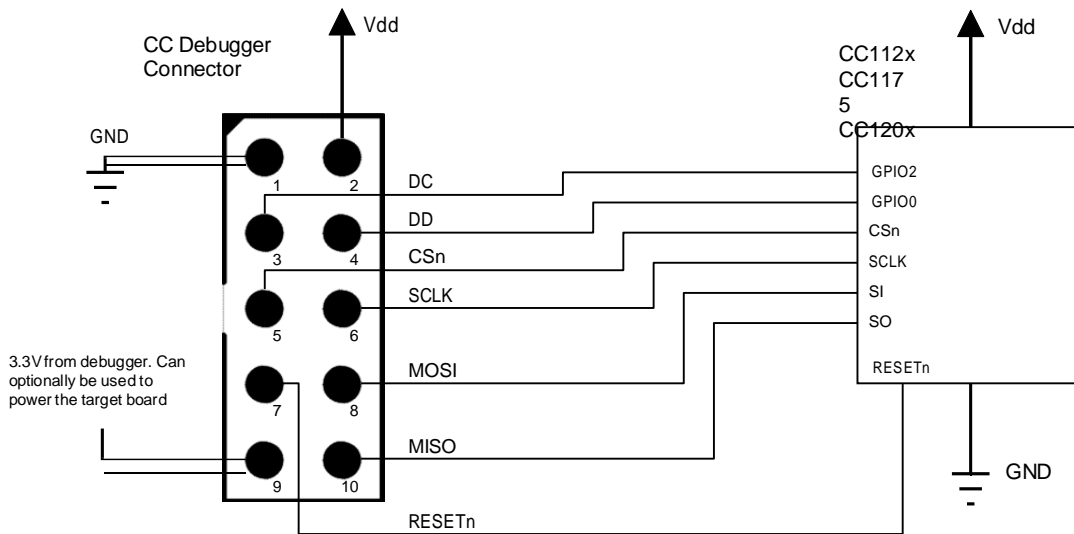 CC Debugger
Connector
Vdd
GND
1
2
3
4
5
6
7
8
9
10
DC
DD
CSn
SCLK
MOSI
MISO
RESETn
3.3V from debugger. Can
optionally be used to
power the target board
CC112x
CC117
5
CC120x
Vdd
GPIO2
GPIO0
CSn
SCLK
SI
SO
RESETn
GND